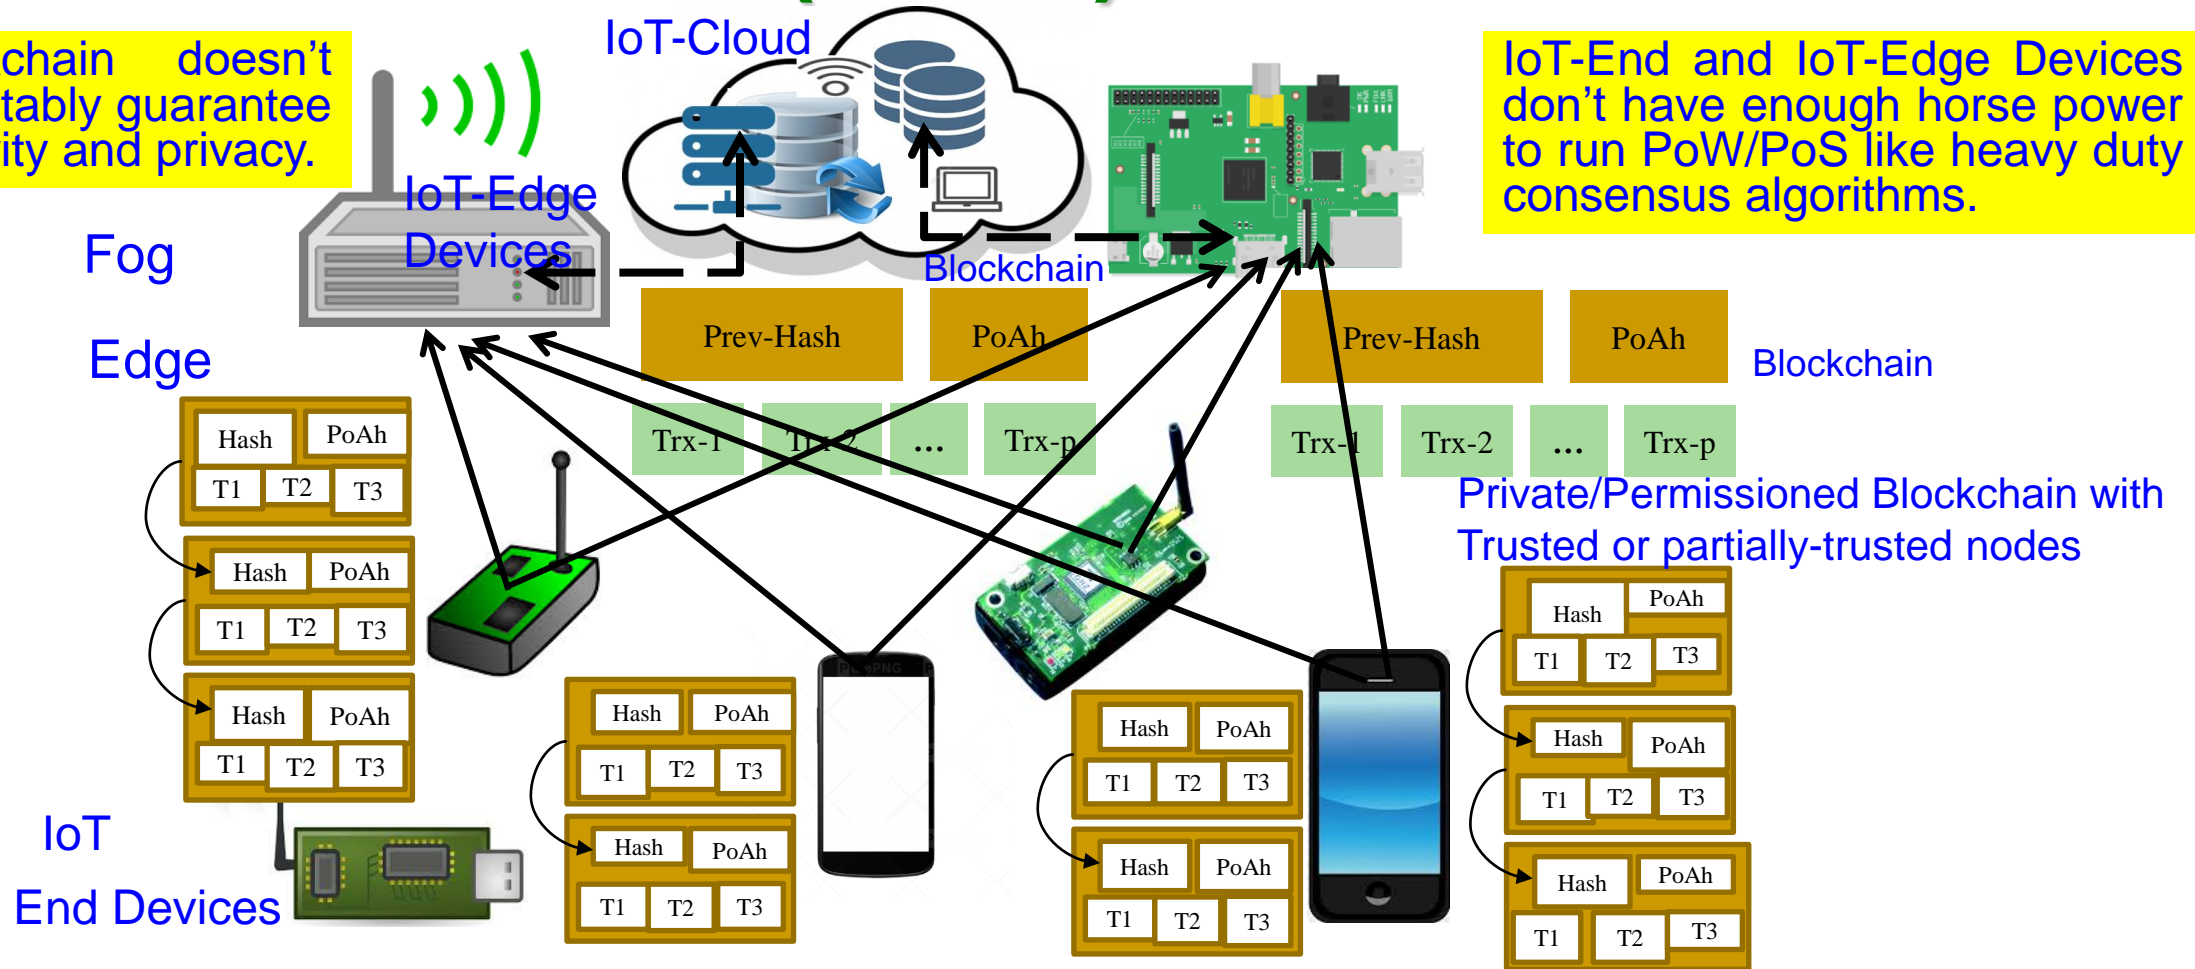 IoT-Cloud
chain doesn't
tably guarantee
ity and privacy.
IoT-End and IoT-Edge Devices
don't have enough horse power
to run PoW/PoS like heavy duty
consensus algorithms.
IoT-Edge
Devices
Fog
Blockchain
Edge
Prev-Hash PoAh
Prev-Hash PoAh
Blockchain
Trx-1 Trx-2 ... Trx-p
Trx-1 Trx-2 ... Trx-p
Private/Permissioned Blockchain with
Trusted or partially-trusted nodes
Hash PoAh
T1 T2 T3
Hash PoAh
T1 T2 T3
Hash PoAh
T1 T2 T3
Hash PoAh
T1 T2 T3
Hash PoAh
T1 T2 T3
Hash PoAh
T1 T2 T3
Hash PoAh
T1 T2 T3
Hash PoAh
T1 T2 T3
Hash PoAh
T1 T2 T3
Hash PoAh
T1 T2 T3
IoT
End Devices